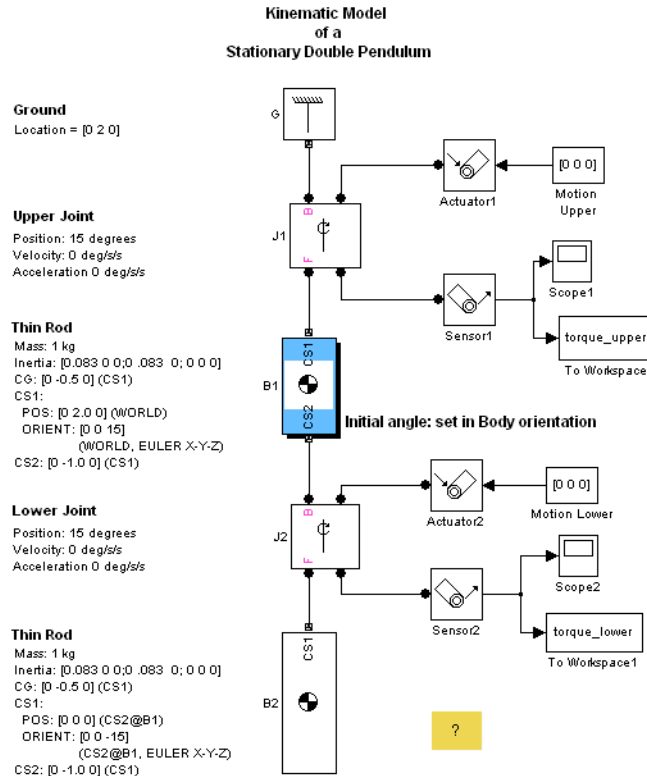 Kinematic Model
of a
Stationary Double Pendulum
Ground
Location = [0 2 0]
G
Actuator1
[0 0 0]
Motion
Upper
Upper Joint
Position: 15 degrees
Velocity: 0 deg/s/s
Acceleration 0 deg/s/s
J1
B
F
Sensor1
Scope1
torque_upper
To Workspace
Thin Rod
Mass: 1 kg
Inertia: [0.083 0 0;0 .083 0; 0 0 0]
CG: [0 -0.5 0] (CS1)
CS1:
POS: [0 2.0 0] (WORLD)
ORIENT: [0 0 15]
(WORLD, EULER X-Y-Z)
CS2: [0 -1.0 0] (CS1)
B1
CS1
CS2
Initial angle: set in Body orientation
Lower Joint
Position: 15 degrees
Velocity: 0 deg/s/s
Acceleration 0 deg/s/s
J2
B
F
Actuator2
[0 0 0]
Motion Lower
Sensor2
Scope2
torque_lower
To Workspace1
Thin Rod
Mass: 1 kg
Inertia: [0.083 0 0;0 .083 0; 0 0 0]
CG: [0 -0.5 0] (CS1)
CS1:
POS: [0 0 0] (CS2@B1)
ORIENT: [0 0 -15]
(CS2@B1, EULER X-Y-Z)
CS2: [0 -1.0 0] (CS1)
B2
CS1
?